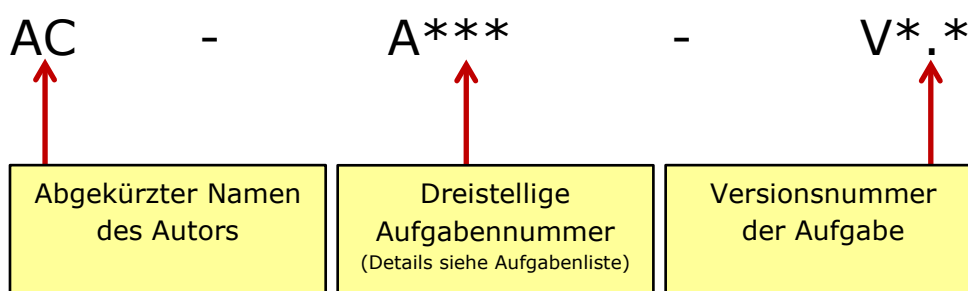 AC - A*** - V*.*
Abgekürzter Namen
des Autors
Dreistellige
Aufgabennummer
(Details siehe Aufgabenliste)
Versionsnummer
der Aufgabe